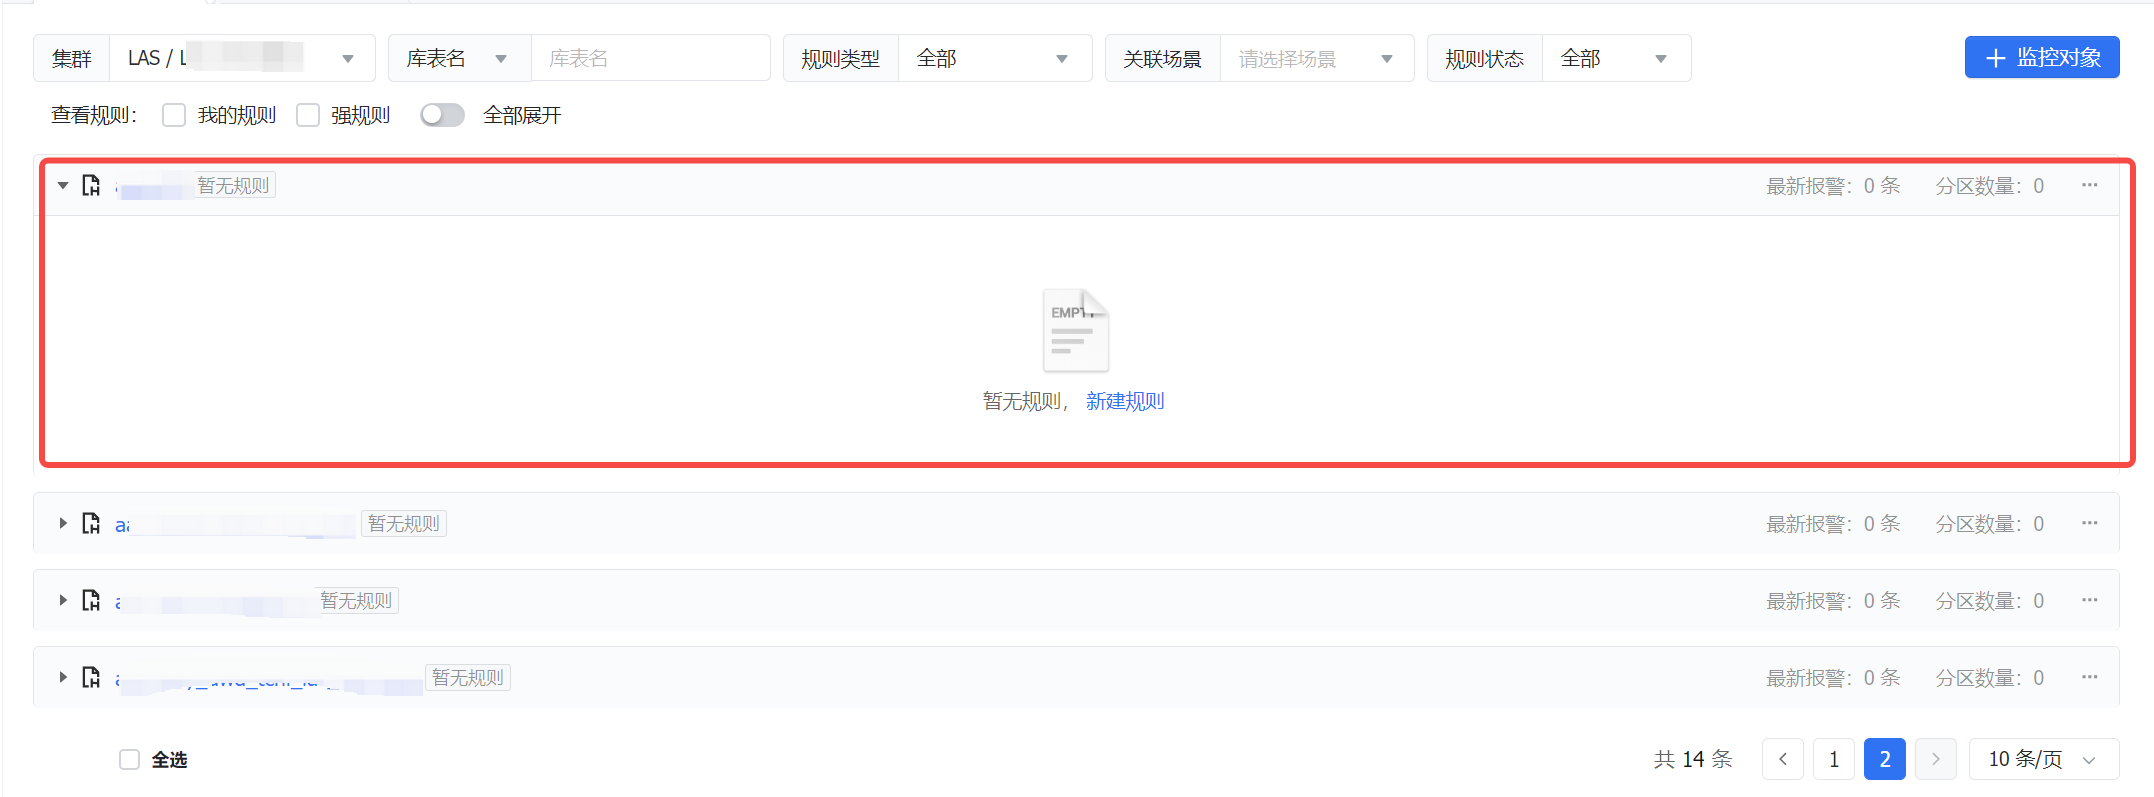 集群 LAS / L 库表名 库表名 规则类型 全部 关联场景 请选择场景 规则状态 全部 + 监控对象
查看规则： 我的规则 强规则 全部展开
暂无规则 最新报警：0 条 分区数量：0 ···
EMPTY
暂无规则， 新建规则
暂无规则 最新报警：0 条 分区数量：0 ···
暂无规则 最新报警：0 条 分区数量：0 ···
暂无规则 最新报警：0 条 分区数量：0 ···
全选 共 14 条 < 1 2 > 10 条/页